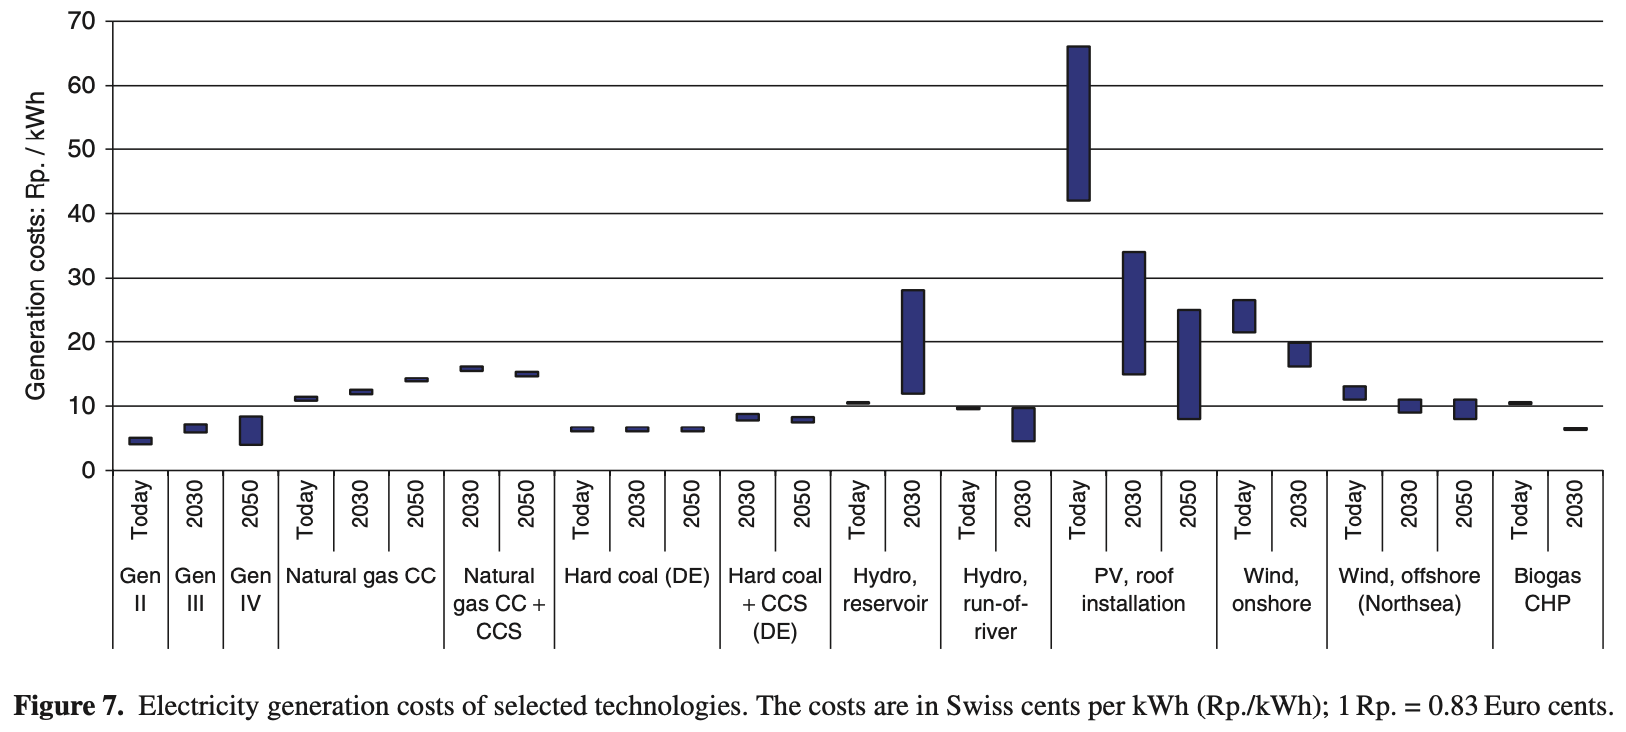 70
60
50
40
30
20
10
0
Generation costs: Rp. / kWh
Today 2030 2050 Today 2030 2050 2030 2050 Today 2030 2050 2030 2050 Today 2030 Today 2030 Today 2030 2050 Today 2030 Today 2030 2050 Today 2030
Gen Gen Gen Natural gas CC Natural Hard coal (DE) Hard coal Hydro, Hydro, PV, roof Wind, Wind, offshore Biogas
II III IV gas CC + + CCS reservoir run-of- installation onshore (Northsea) CHP
CCS (DE) river
Figure 7. Electricity generation costs of selected technologies. The costs are in Swiss cents per kWh (Rp./kWh); 1 Rp. = 0.83 Euro cents.